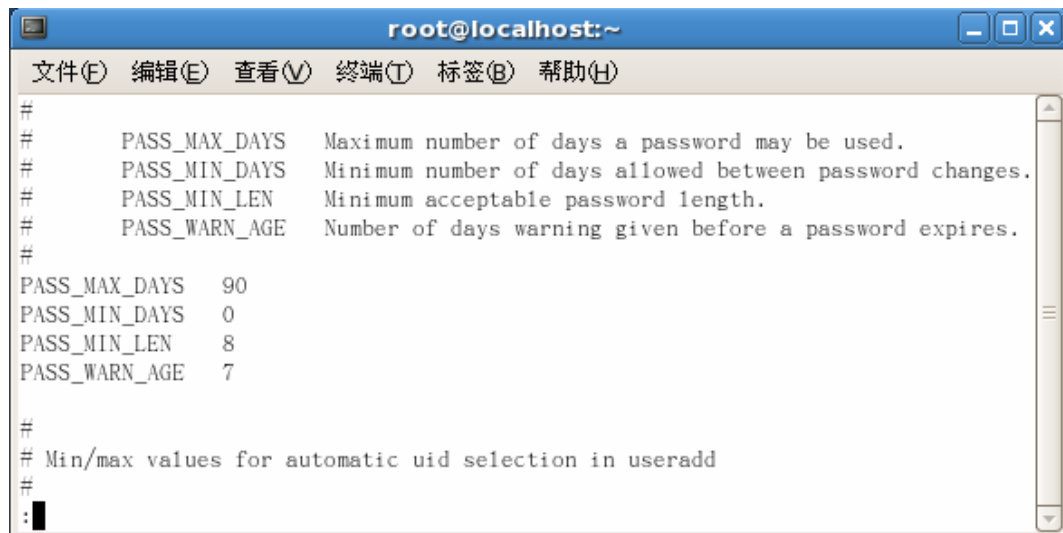 root@localhost:~
文件(F) 编辑(E) 查看(V) 终端(T) 标签(B) 帮助(H)
#
#       PASS_MAX_DAYS   Maximum number of days a password may be used.
#       PASS_MIN_DAYS   Minimum number of days allowed between password changes.
#       PASS_MIN_LEN    Minimum acceptable password length.
#       PASS_WARN_AGE   Number of days warning given before a password expires.
#
PASS_MAX_DAYS   90
PASS_MIN_DAYS   0
PASS_MIN_LEN    8
PASS_WARN_AGE   7
#
# Min/max values for automatic uid selection in useradd
#
: